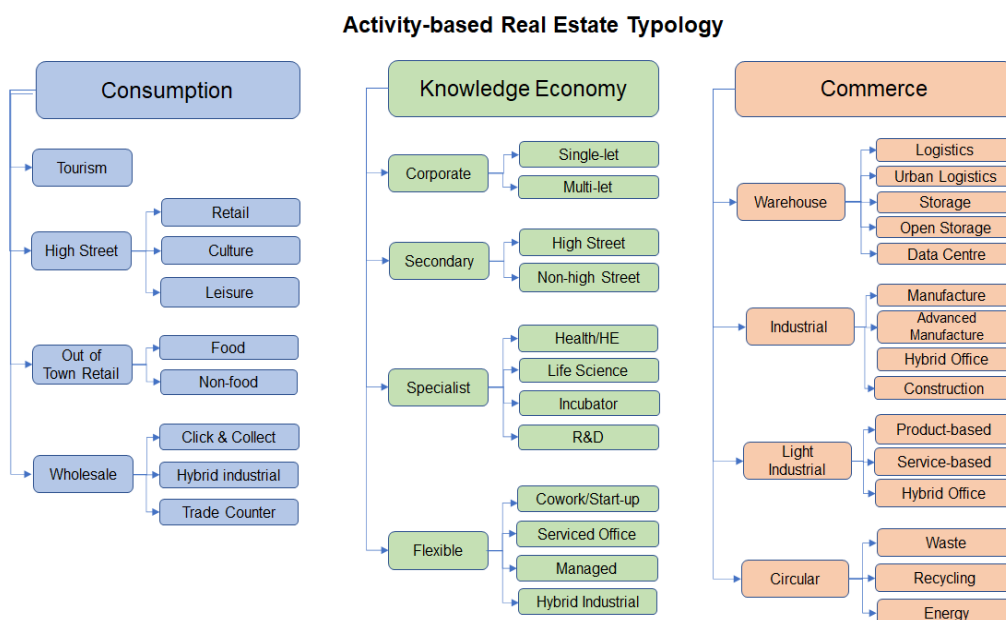 Activity-based Real Estate Typology
Consumption
Tourism
High Street
Retail
Culture
Leisure
Out of
Town Retail
Food
Non-food
Wholesale
Click & Collect
Hybrid industrial
Trade Counter
Knowledge Economy
Corporate
Single-let
Multi-let
Secondary
High Street
Non-high Street
Specialist
Health/HE
Life Science
Incubator
R&D
Flexible
Cowork/Start-up
Serviced Office
Managed
Hybrid Industrial
Commerce
Warehouse
Logistics
Urban Logistics
Storage
Open Storage
Data Centre
Industrial
Manufacture
Advanced
Manufacture
Hybrid Office
Construction
Light
Industrial
Product-based
Service-based
Hybrid Office
Circular
Waste
Recycling
Energy